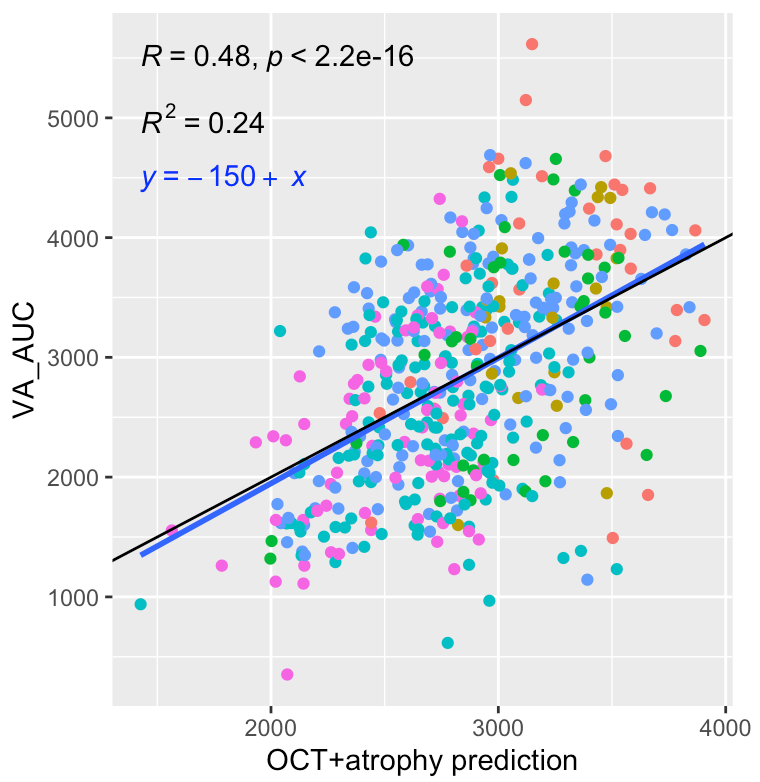 R = 0.48, p < 2.2e-16
R² = 0.24
y = − 150 + x
5000
4000
3000
2000
1000
VA_AUC
2000 3000 4000
OCT+atrophy prediction